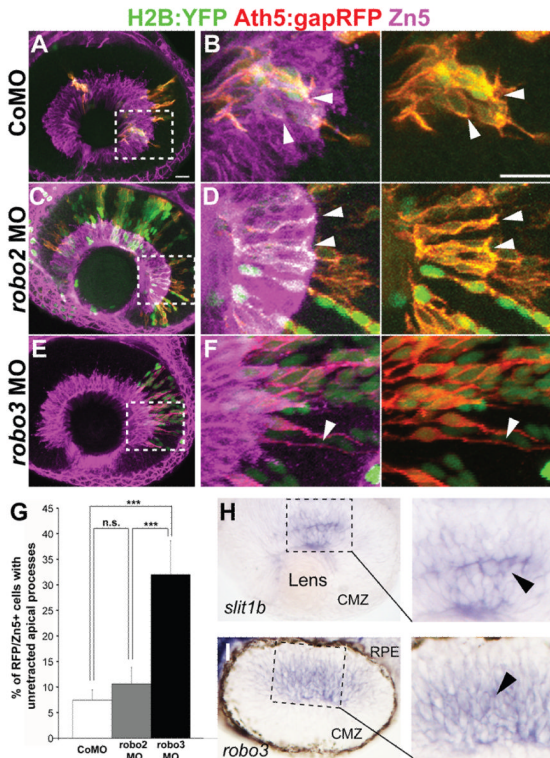 H2B:YFP Ath5:gapRFP Zn5
CoMO
A
B
robo2 MO
C
D
robo3 MO
E
F
G
% of RFP/Zn5+ cells with
unretracted apical processes
45
40
35
30
25
20
15
10
5
0
***
n.s.
***
CoMO
robo2
MO
robo3
MO
H
Lens
CMZ
slit1b
I
RPE
CMZ
robo3